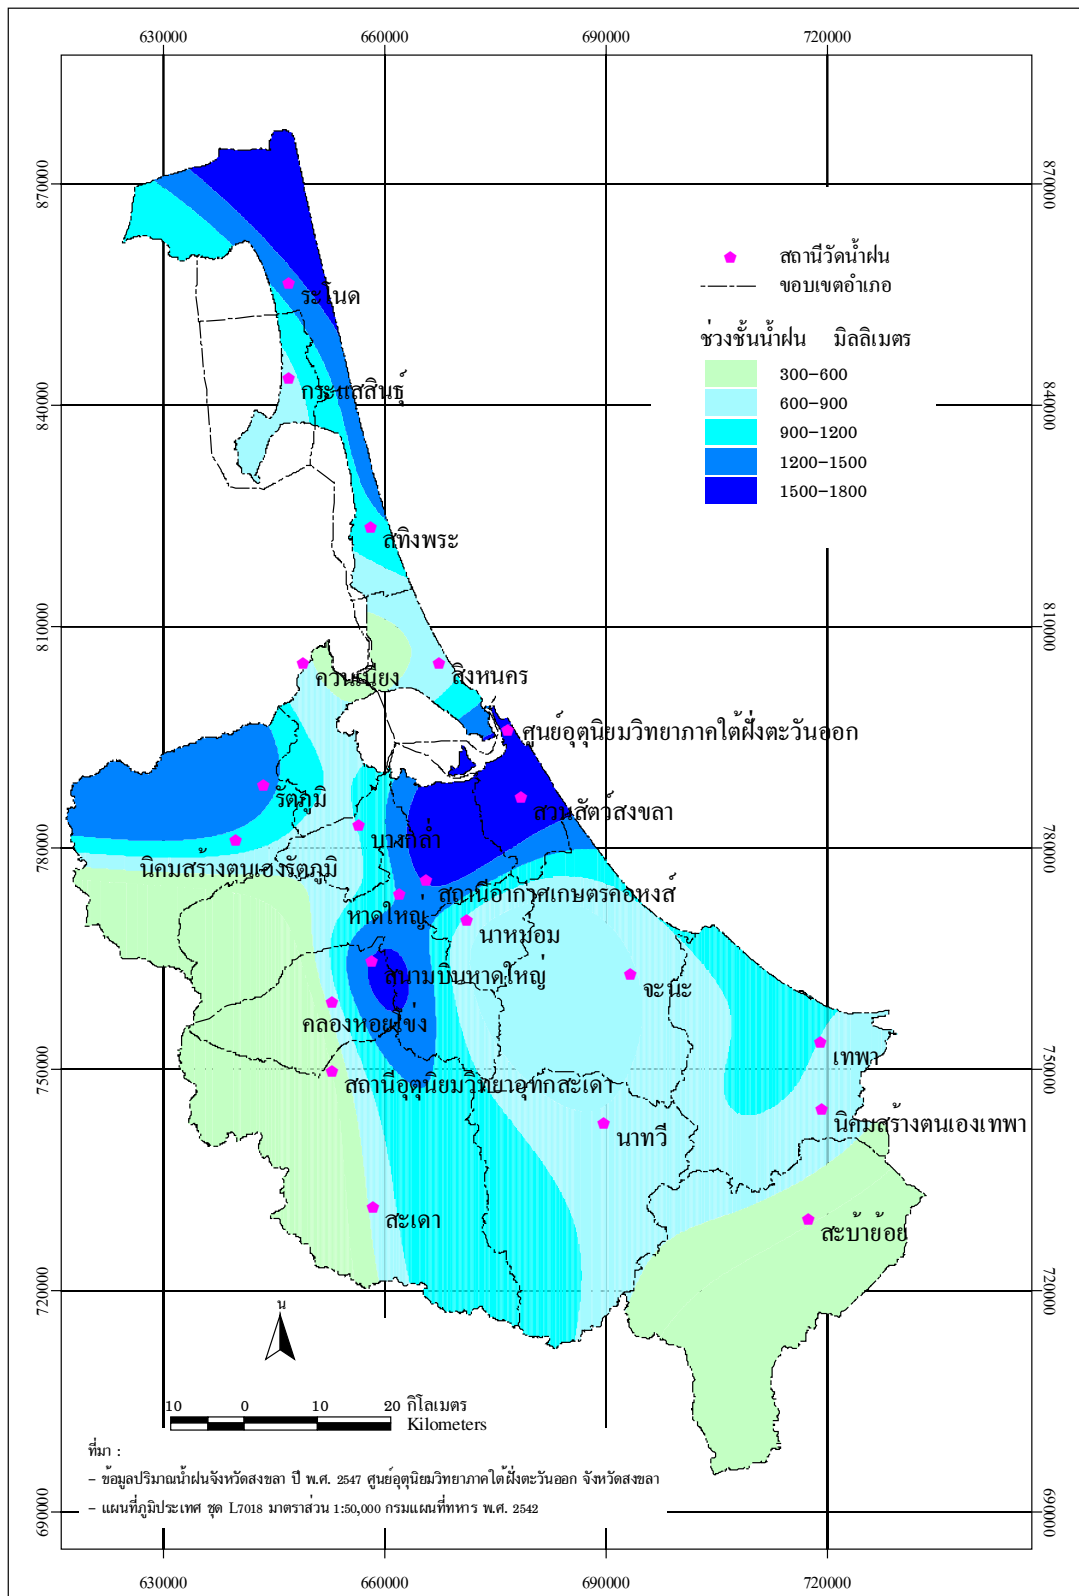 630000 660000 690000 720000
870000 870000
840000 840000
810000 810000
780000 780000
750000 750000
720000 720000
690000 690000
สถานีวัดน้ำฝน
ขอบเขตอำเภอ
ช่วงชั้นน้ำฝน มิลลิเมตร
300-600
600-900
900-1200
1200-1500
1500-1800
ระโนด
กระแสสินธุ์
สทิงพระ
ควนเนียง
สิงหนคร
ศูนย์อุตุนิยมวิทยาภาคใต้ฝั่งตะวันออก
รัตภูมิ
สวนสัตว์สงขลา
บางกล่ำ
นิคมสร้างตนเองรัตภูมิ
สถานีอากาศเกษตรคอหงส์
หาดใหญ่
นาหม่อม
สนามบินหาดใหญ่
จะนะ
คลองหอยโข่ง
เทพา
สถานีอุตุนิยมวิทยาอุทกสะเดา
นิคมสร้างตนเองเทพา
นาทวี
สะเดา
สะบ้าย้อย
น
10 0 10 20 กิโลเมตร
Kilometers
ที่มา :
- ข้อมูลปริมาณน้ำฝนจังหวัดสงขลา ปี พ.ศ. 2547 ศูนย์อุตุนิยมวิทยาภาคใต้ฝั่งตะวันออก จังหวัดสงขลา
- แผนที่ภูมิประเทศ ชุด L7018 มาตราส่วน 1:50,000 กรมแผนที่ทหาร พ.ศ. 2542
630000 660000 690000 720000